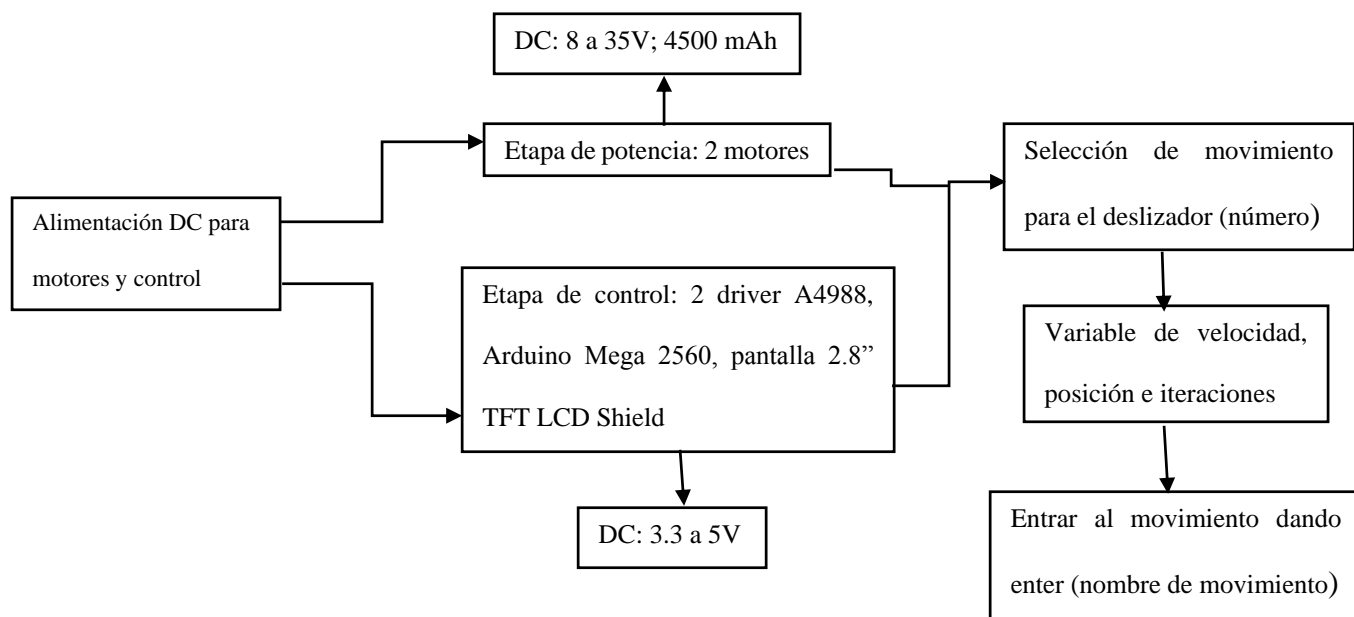 DC: 8 a 35V; 4500 mAh
Etapa de potencia: 2 motores
Selección de movimiento
para el deslizador (número)
Alimentación DC para
motores y control
Etapa de control: 2 driver A4988,
Arduino Mega 2560, pantalla 2.8”
TFT LCD Shield
Variable de velocidad,
posición e iteraciones
DC: 3.3 a 5V
Entrar al movimiento dando
enter (nombre de movimiento)